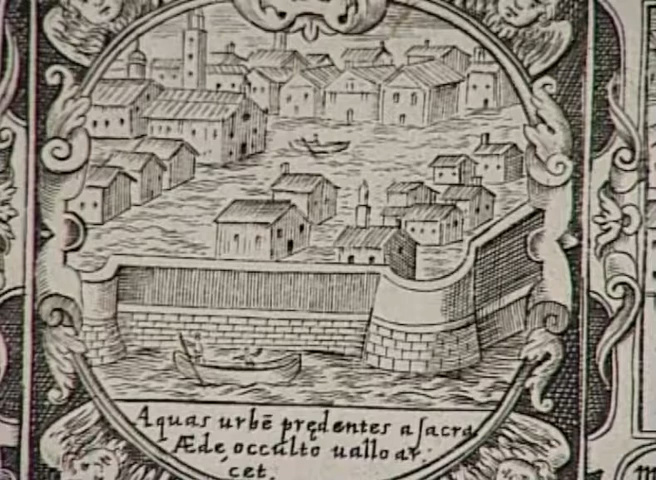 Aquas urbē prędentes a sacra
Æde occulto uallo ar,
cet.